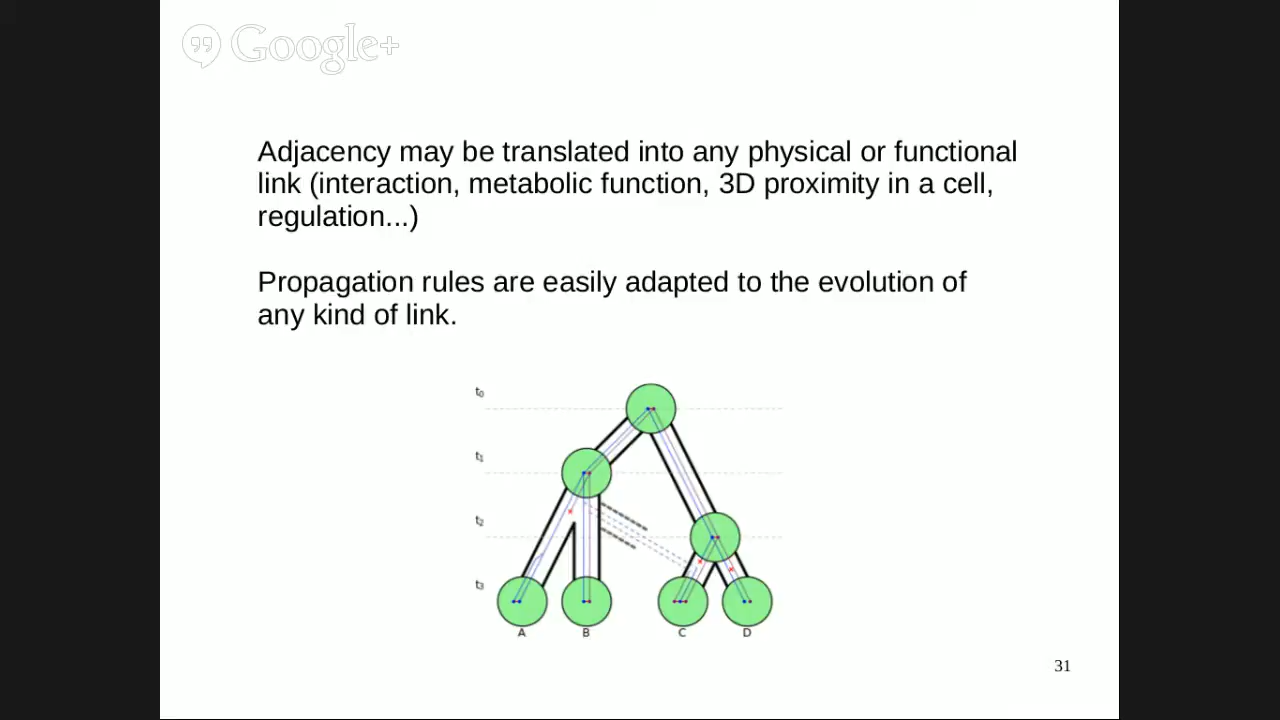 Google+
Adjacency may be translated into any physical or functional
link (interaction, metabolic function, 3D proximity in a cell,
regulation...)
Propagation rules are easily adapted to the evolution of
any kind of link.
t0
t1
t2
t3
A B C D
31